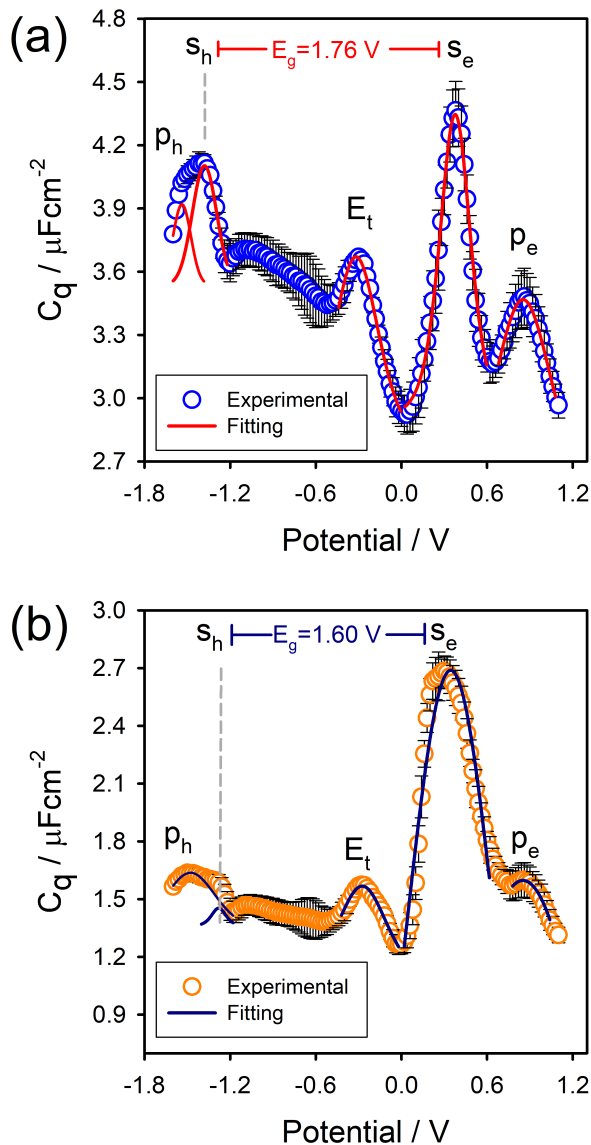 (a)
4.8
4.5
4.2
3.9
3.6
3.3
3.0
2.7
C_q / μFcm⁻²
s_h
E_g=1.76 V
s_e
p_h
E_t
p_e
Experimental
Fitting
-1.8 -1.2 -0.6 0.0 0.6 1.2
Potential / V
(b)
3.0
2.7
2.4
2.1
1.8
1.5
1.2
0.9
C_q / μFcm⁻²
s_h
E_g=1.60 V
s_e
p_h
E_t
p_e
Experimental
Fitting
-1.8 -1.2 -0.6 0.0 0.6 1.2
Potential / V